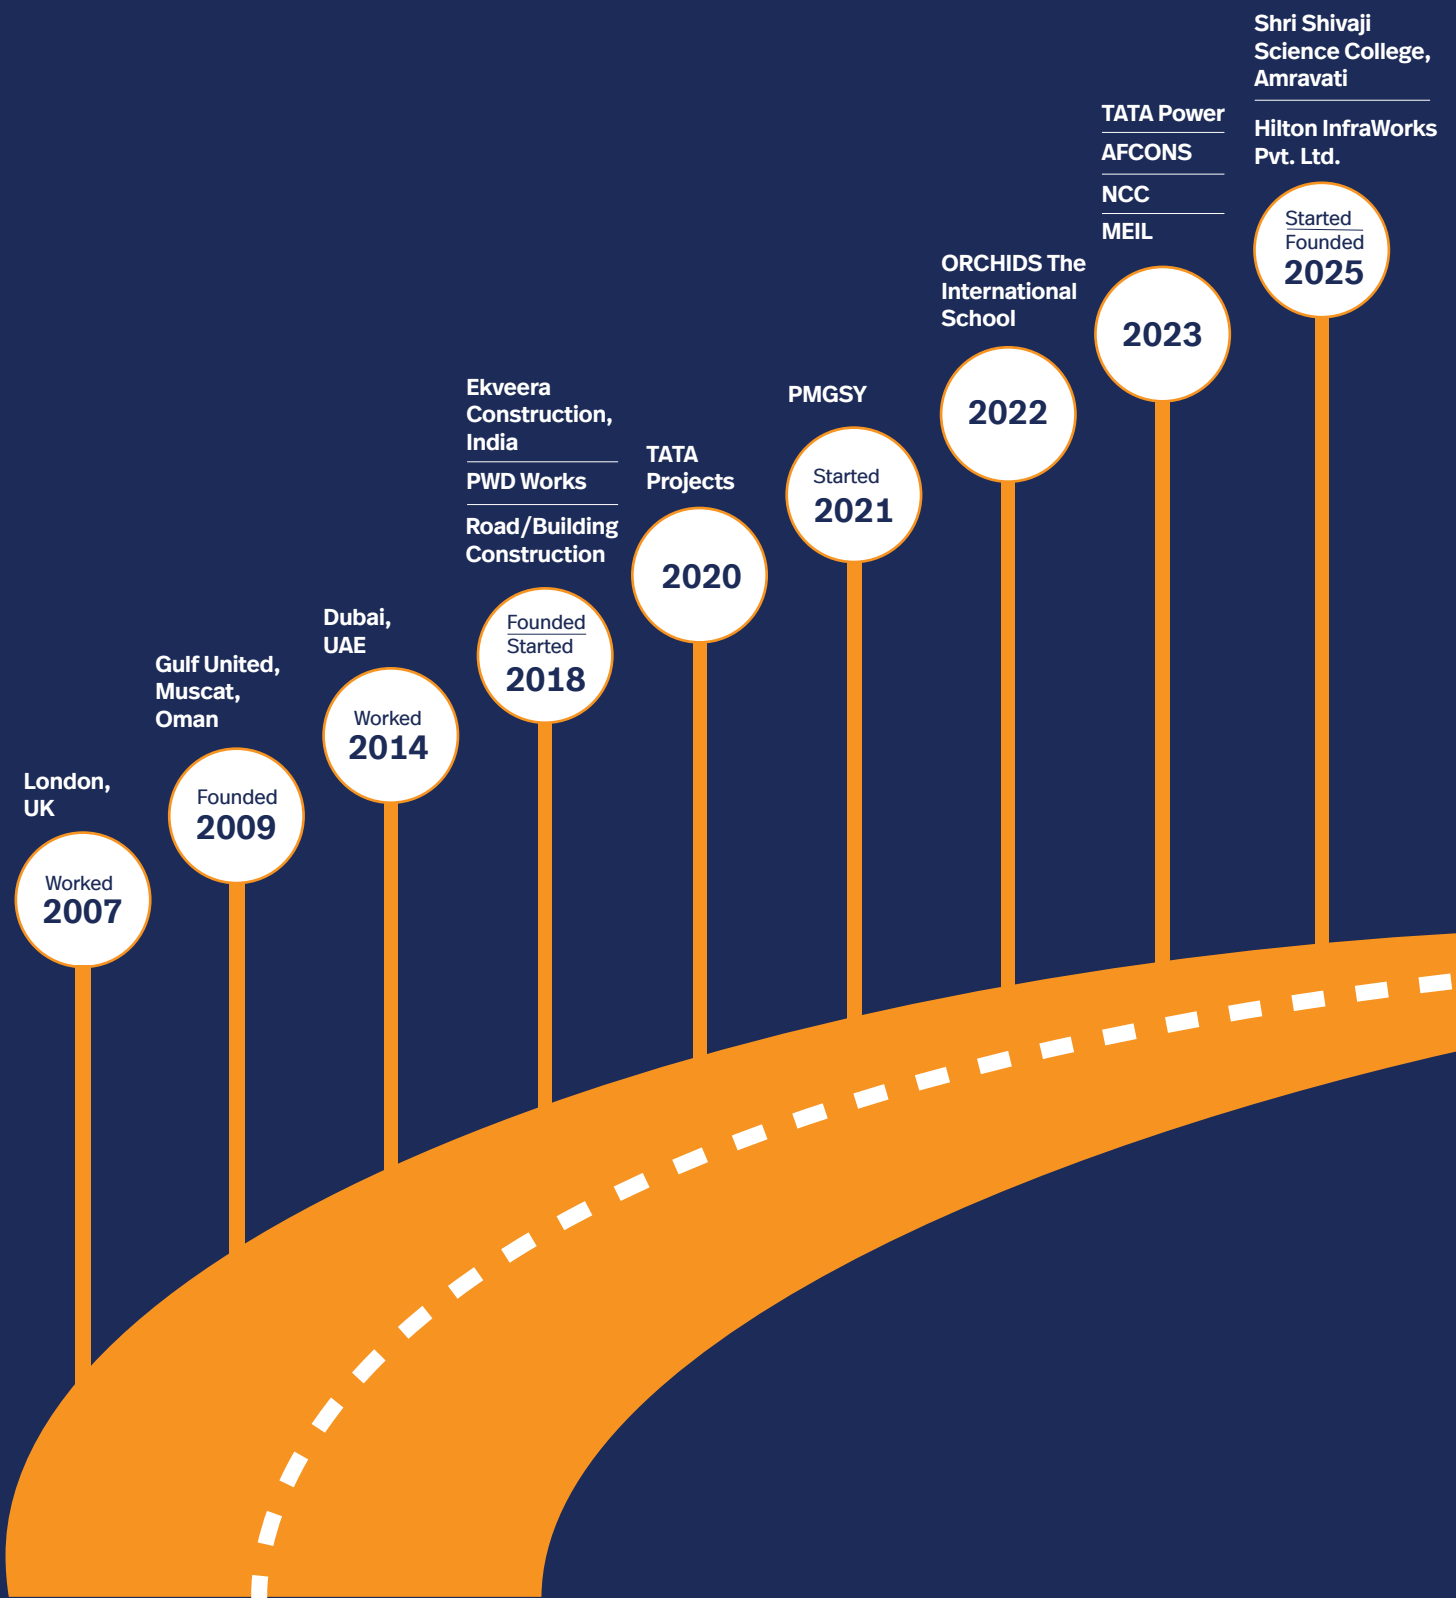 London,
UK
Worked
2007
Gulf United,
Muscat,
Oman
Founded
2009
Dubai,
UAE
Worked
2014
Ekveera
Construction,
India
PWD Works
Road/Building
Construction
Founded
Started
2018
TATA
Projects
2020
PMGSY
Started
2021
ORCHIDS The
International
School
2022
TATA Power
AFCONS
NCC
MEIL
2023
Shri Shivaji
Science College,
Amravati
Hilton InfraWorks
Pvt. Ltd.
Started
Founded
2025